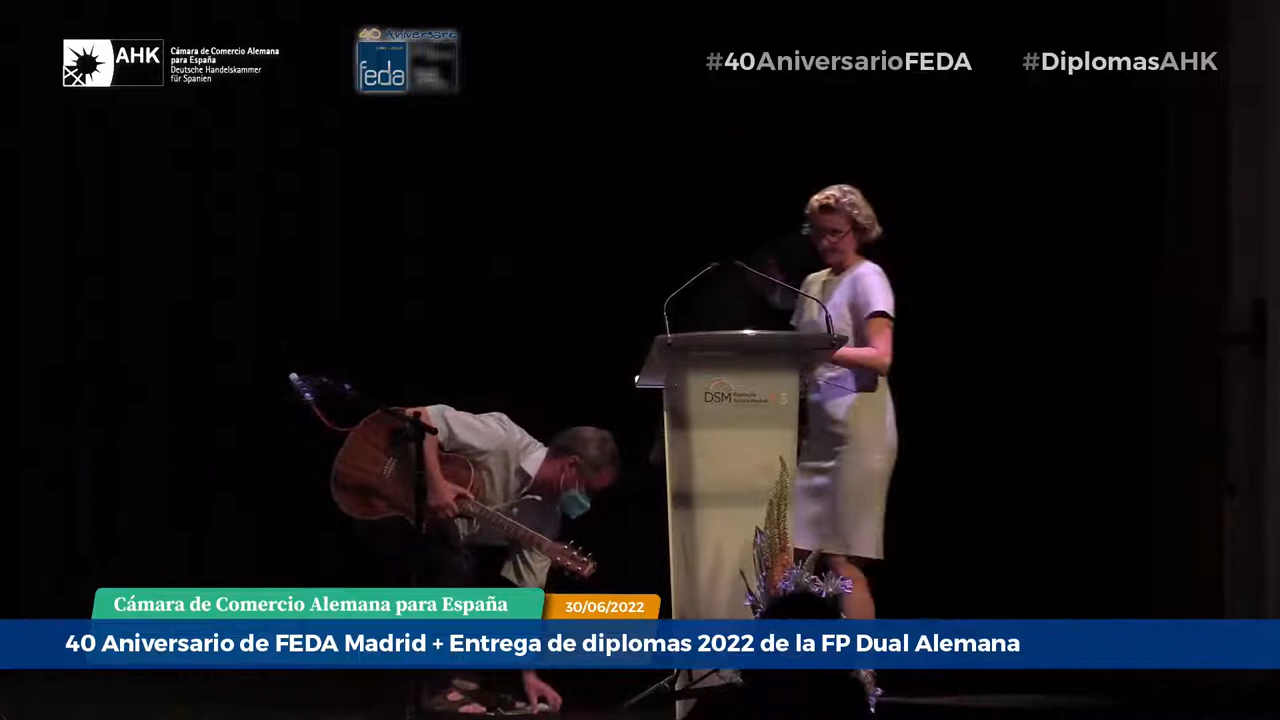 AHK
Cámara de Comercio Alemana
para España
Deutsche Handelskammer
für Spanien
40 Aniversario
feda
#40AniversarioFEDA
#DiplomasAHK
DSM
Cámara de Comercio Alemana para España
30/06/2022
40 Aniversario de FEDA Madrid + Entrega de diplomas 2022 de la FP Dual Alemana